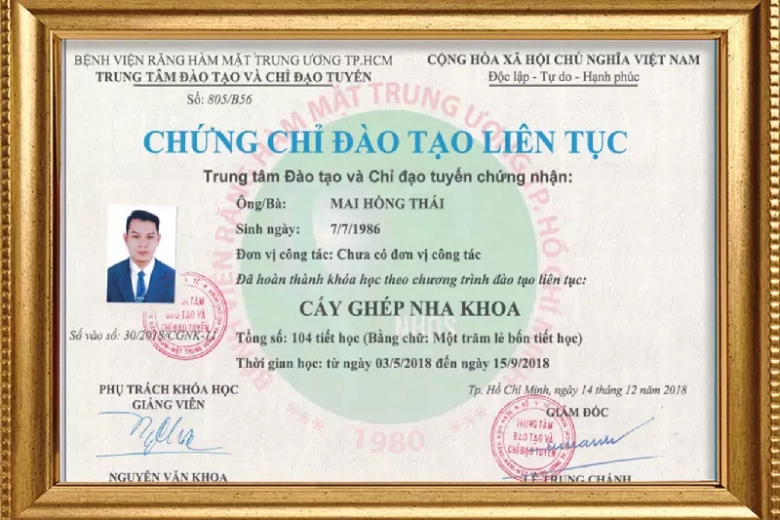 BỆNH VIỆN RĂNG HÀM MẶT TRUNG ƯƠNG TP.HCM
TRUNG TÂM ĐÀO TẠO VÀ CHỈ ĐẠO TUYẾN
Số: 805/B56
CỘNG HÒA XÃ HỘI CHỦ NGHĨA VIỆT NAM
Độc lập - Tự do - Hạnh phúc
CHỨNG CHỈ ĐÀO TẠO LIÊN TỤC
Trung tâm Đào tạo và Chỉ đạo tuyến chứng nhận:
Ông/Bà: MAI HỒNG THÁI
Sinh ngày: 7/7/1986
Đơn vị công tác: Chưa có đơn vị công tác
Đã hoàn thành khóa học theo chương trình đào tạo liên tục:
CẤY GHÉP NHA KHOA
Tổng số: 104 tiết học (Bằng chữ: Một trăm lẻ bốn tiết học)
Thời gian học: từ ngày 03/5/2018 đến ngày 15/9/2018
Số vào sổ: 30/2018/CGNK-
Tp. Hồ Chí Minh, ngày 14 tháng 12 năm 2018
PHỤ TRÁCH KHÓA HỌC
GIẢNG VIÊN
NGUYỄN VĂN KHOA
GIÁM ĐỐC
TRUNG TÂM
ĐÀO TẠO VÀ
CHỈ ĐẠO TUYẾN
LÊ TRUNG CHÁNH
TÂM
ĐÀO TẠO VÀ
CHỈ ĐẠO TUYẾN
BỆNH VIỆN RĂNG HÀM MẶT TRUNG ƯƠNG TP. HỒ CHÍ MINH
NHOS
*** 1980 ***